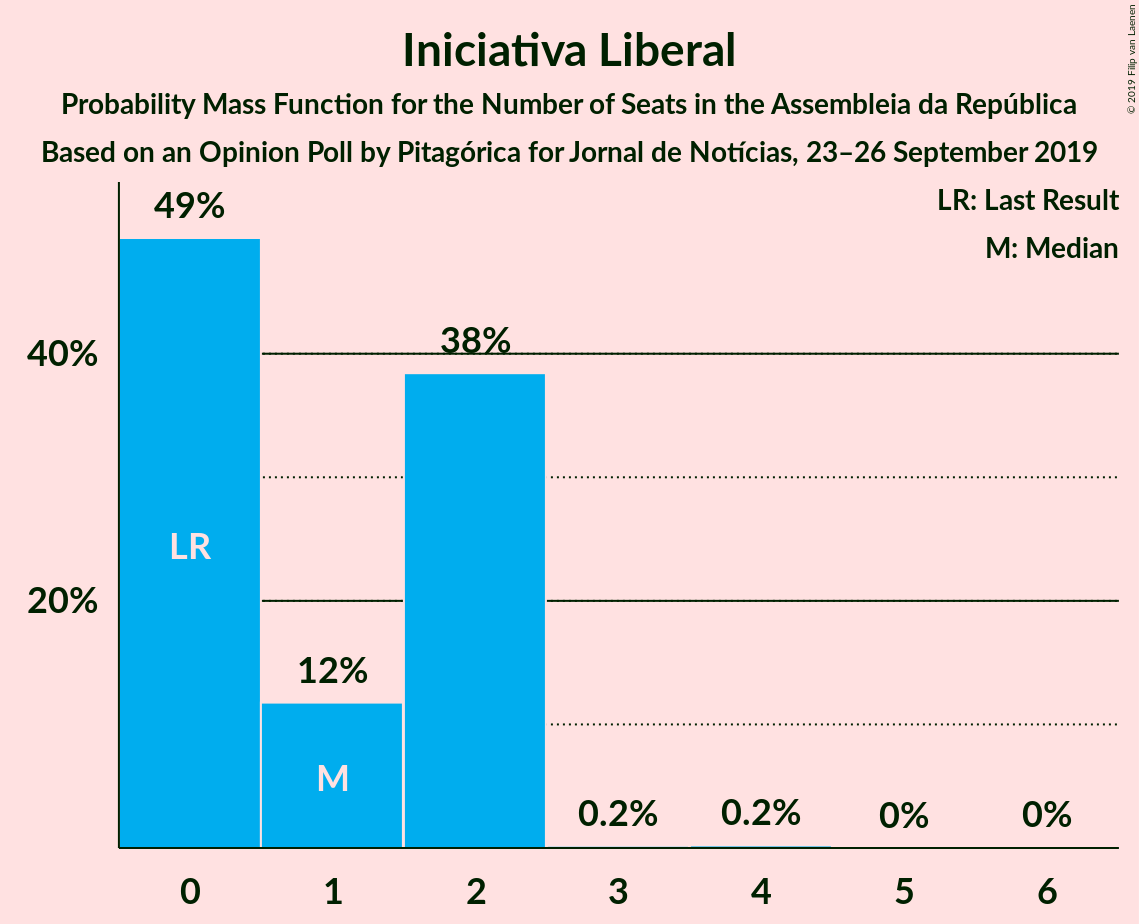 Iniciativa Liberal
Probability Mass Function for the Number of Seats in the Assembleia da República
Based on an Opinion Poll by Pitagórica for Jornal de Notícias, 23–26 September 2019
© 2019 Filip van Laenen
LR: Last Result
M: Median
49%
38%
40%
LR
20%
12%
M
0.2%
0.2%
0%
0%
0 1 2 3 4 5 6